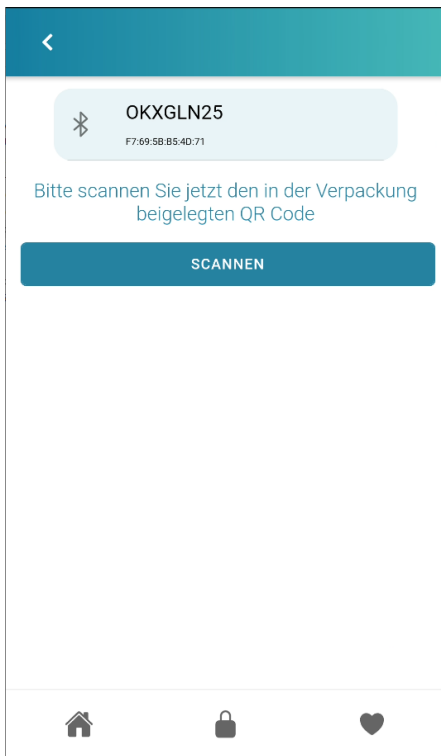 OKXGLN25
F7:69:5B:B5:4D:71
Bitte scannen Sie jetzt den in der Verpackung
beigelegten QR Code
SCANNEN